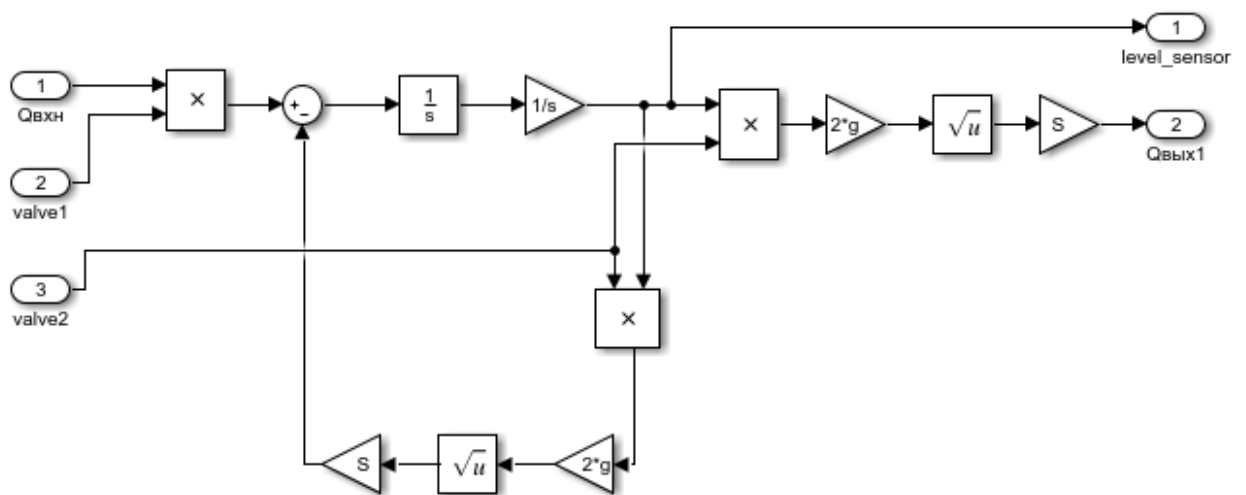 1
level_sensor
1
Qвхн
×
+
-
1
s
1/s
×
2*g
√u
S
2
Qвых1
2
valve1
3
valve2
×
S
√u
2*g